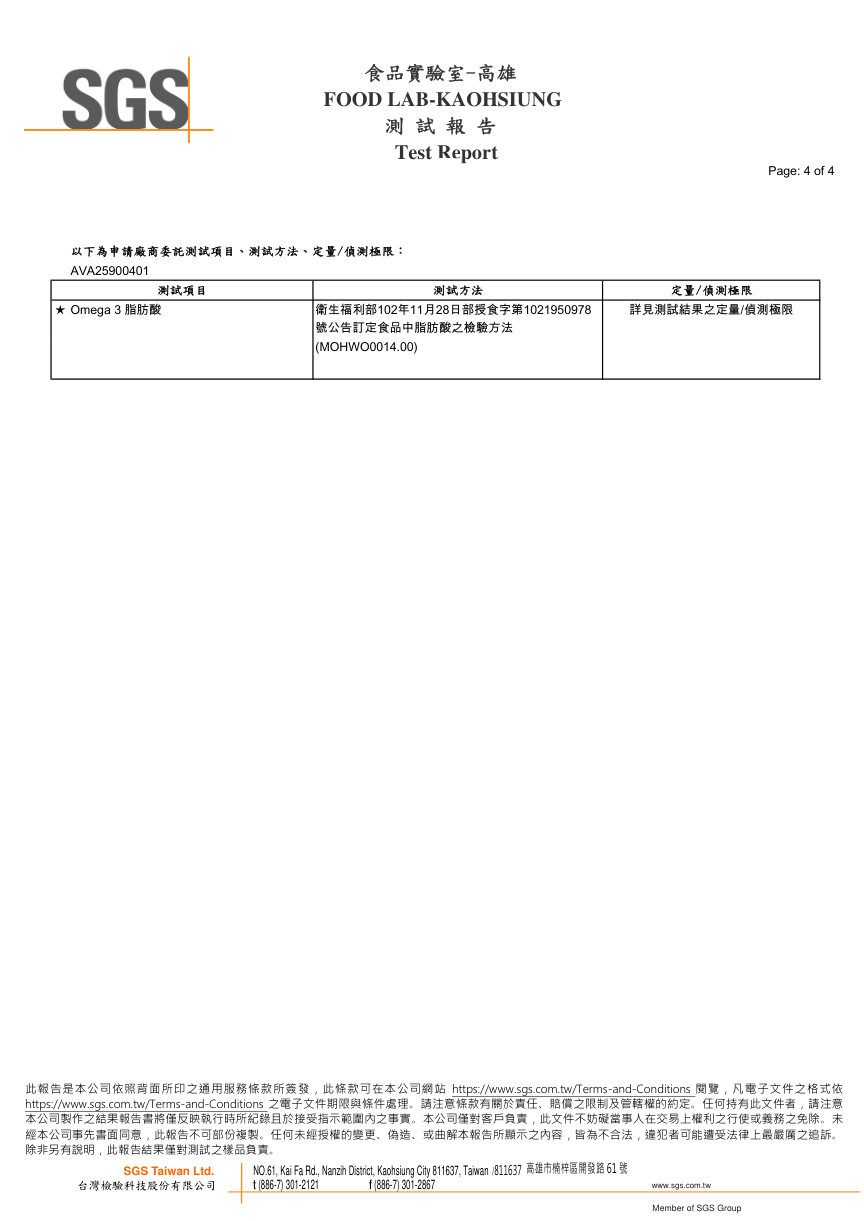 SGS
食品實驗室-高雄
FOOD LAB-KAOHSIUNG
測 試 報 告
Test Report
Page: 4 of 4
以下為申請廠商委託測試項目、測試方法、定量/偵測極限：
AVA25900401
測試項目 測試方法 定量/偵測極限
★ Omega 3 脂肪酸 衛生福利部102年11月28日部授食字第1021950978 詳見測試結果之定量/偵測極限
號公告訂定食品中脂肪酸之檢驗方法
(MOHWO0014.00)
此報告是本公司依照背面所印之通用服務條款所簽發，此條款可在本公司網站 https://www.sgs.com.tw/Terms-and-Conditions 閱覽，凡電子文件之格式依
https://www.sgs.com.tw/Terms-and-Conditions 之電子文件期限與條件處理。請注意條款有關於責任、賠償之限制及管轄權的約定。任何持有此文件者，請注意
本公司製作之結果報告書將僅反映執行時所紀錄且於接受指示範圍內之事實。本公司僅對客戶負責，此文件不妨礙當事人在交易上權利之行使或義務之免除。未
經本公司事先書面同意，此報告不可部份複製。任何未經授權的變更、偽造、或曲解本報告所顯示之內容，皆為不合法，違犯者可能遭受法律上最嚴厲之追訴。
除非另有說明，此報告結果僅對測試之樣品負責。
SGS Taiwan Ltd. NO.61, Kai Fa Rd., Nanzih District, Kaohsiung City 811637, Taiwan /811637 高雄市楠梓區開發路 61 號
台灣檢驗科技股份有限公司 t (886-7) 301-2121 f (886-7) 301-2867 www.sgs.com.tw
Member of SGS Group